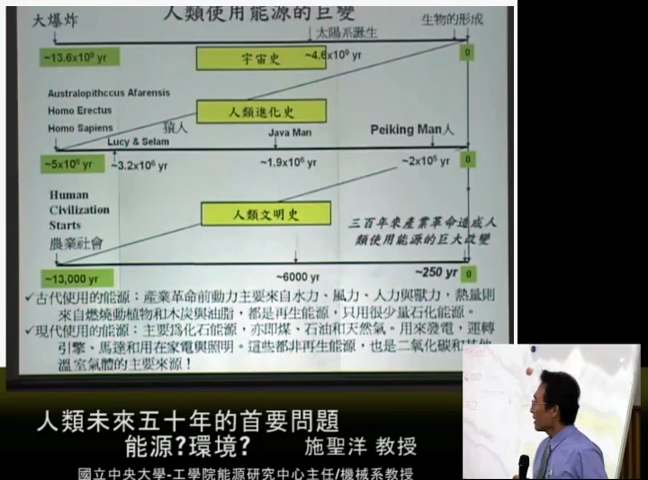 人類使用能源的巨變
大爆炸
生物的形成
太陽系誕生
~13.6x10⁹ yr
宇宙史
~4.6x10⁹ yr
0
Australopithccus Afarensis
Homo Erectus
Homo Sapiens
猿人
人類進化史
Lucy & Selam
Java Man
Peiking Man人
~5x10⁶ yr
~3.2x10⁶ yr
~1.9x10⁶ yr
~2x10⁵ yr
0
Human
Civilization
Starts
農業社會
人類文明史
三百年來產業革命造成人
類使用能源的巨大改變
~13,000 yr
~6000 yr
~250 yr
0
✓古代使用的能源：產業革命前動力主要來自水力、風力、人力與獸力，熱量則
來自燃燒動植物和木炭與油脂，都是再生能源，只用很少量石化能源。
✓現代使用的能源：主要為化石能源，亦即煤、石油和天然氣。用來發電，運轉
引擎、馬達和用在家電與照明。這些都非再生能源，也是二氧化碳和其他
溫室氣體的主要來源！
人類未來五十年的首要問題
能源?環境?
施聖洋 教授
國立中央大學-工學院能源研究中心主任/機械系教授